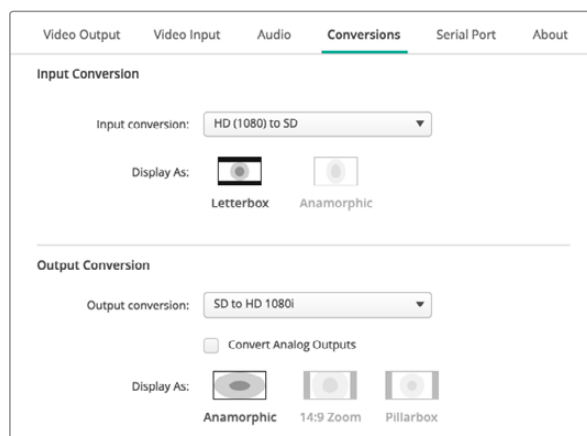 Video Output Video Input Audio Conversions Serial Port About
Input Conversion
Input conversion: HD (1080) to SD
Display As:
Letterbox Anamorphic
Output Conversion
Output conversion: SD to HD 1080i
Convert Analog Outputs
Display As:
Anamorphic 14:9 Zoom Pillarbox